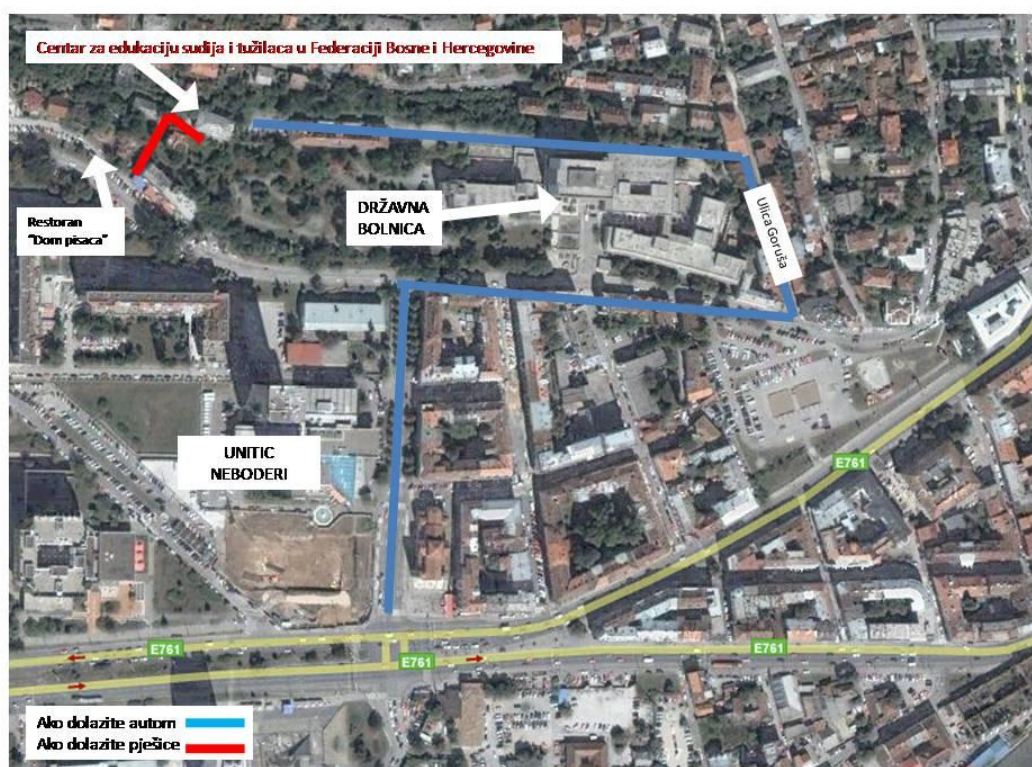 Centar za edukaciju sudija i tužilaca u Federaciji Bosne i Hercegovine
Restoran
"Dom pisaca"
DRŽAVNA
BOLNICA
Ulica Goruša
UNITIC
NEBODERI
E761
E761
E761
E761
Ako dolazite autom
Ako dolazite pješice